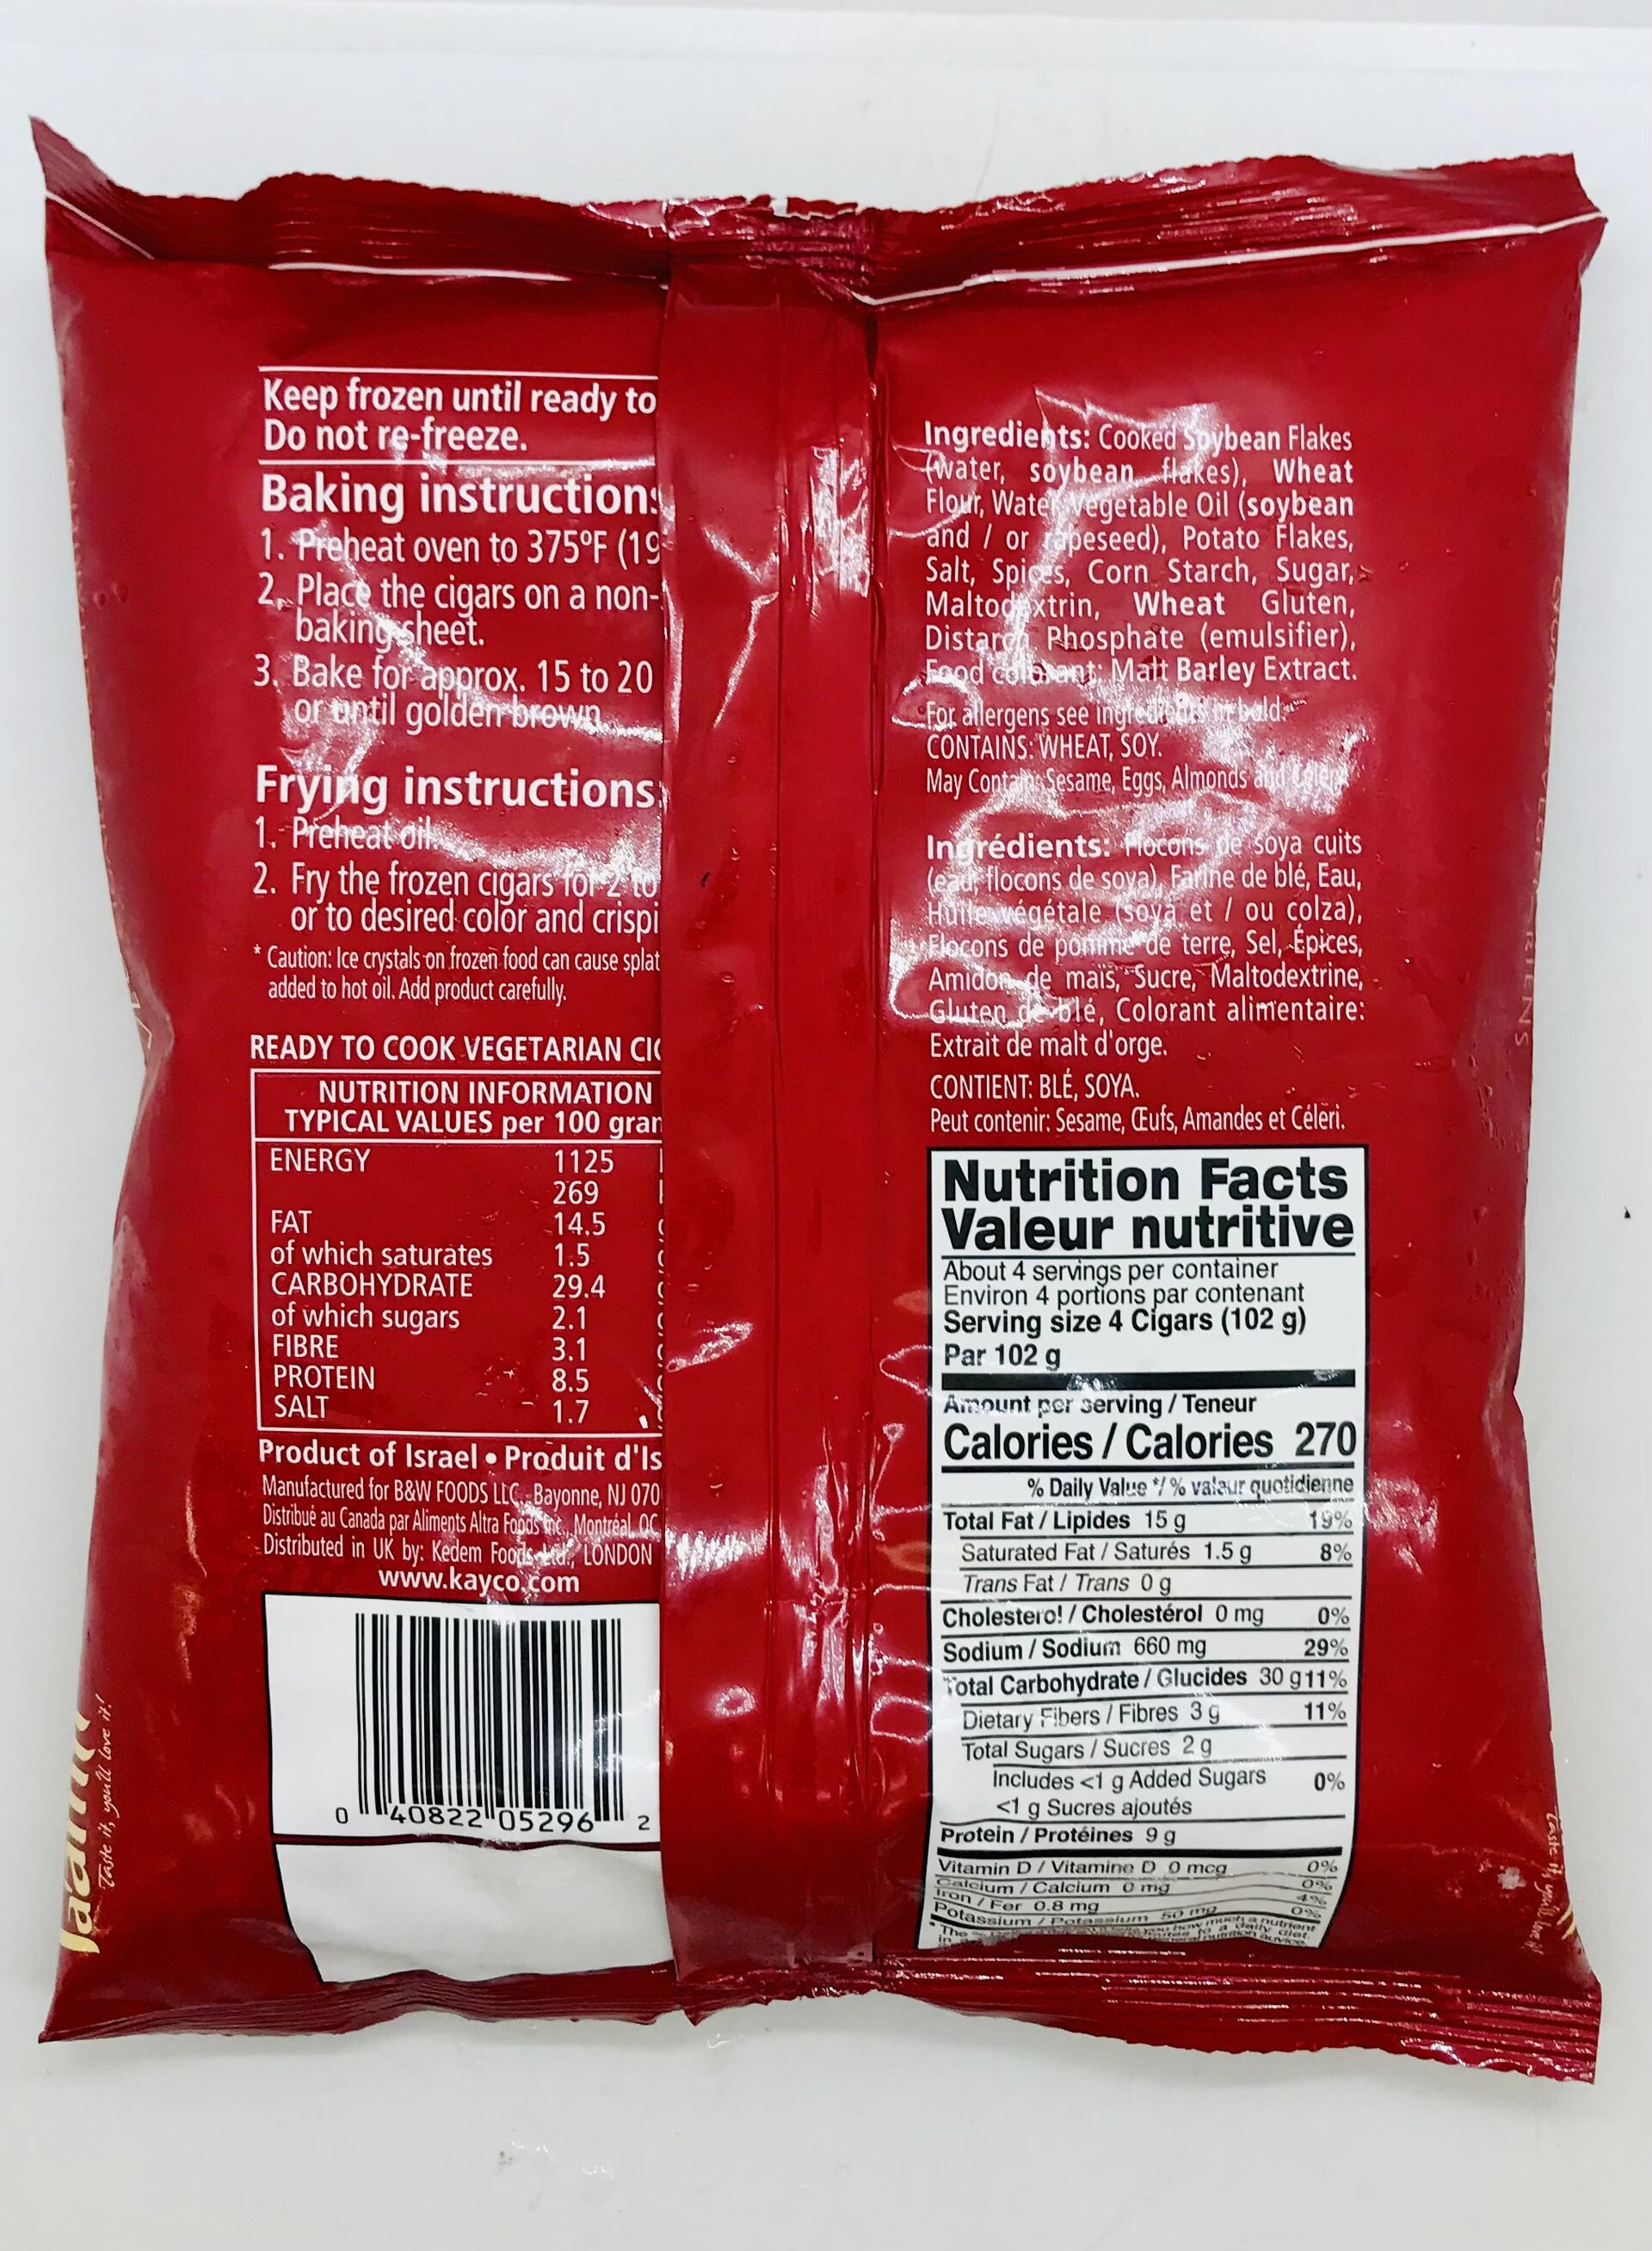 Keep frozen until ready to
Do not re-freeze.
Baking instructions
1. Preheat oven to 375°F (19
2. Place the cigars on a non-
baking sheet.
3. Bake for approx. 15 to 20
or until golden brown.
Frying instructions:
1. Preheat oil.
2. Fry the frozen cigars for 2 to
or to desired color and crispi
* Caution: Ice crystals on frozen food can cause splat
added to hot oil. Add product carefully.
READY TO COOK VEGETARIAN CIG
NUTRITION INFORMATION
TYPICAL VALUES per 100 gram
ENERGY 1125
269
FAT 14.5
of which saturates 1.5
CARBOHYDRATE 29.4
of which sugars 2.1
FIBRE 3.1
PROTEIN 8.5
SALT 1.7
Product of Israel • Produit d'Is
Manufactured for B&W FOODS LLC., Bayonne, NJ 070
Distribué au Canada par Aliments Altra Foods Inc., Montréal, QC
Distributed in UK by: Kedem Foods Ltd., LONDON
www.kayco.com
0 40822 05296 2
Taste it, you'll love it!
Ingredients: Cooked Soybean Flakes
(water, soybean flakes), Wheat
Flour, Water, Vegetable Oil (soybean
and / or rapeseed), Potato Flakes,
Salt, Spices, Corn Starch, Sugar,
Maltodextrin, Wheat Gluten,
Distarch Phosphate (emulsifier),
Food colorant: Malt Barley Extract.
For allergens see ingredients in bold.
CONTAINS: WHEAT, SOY.
May Contain: Sesame, Eggs, Almonds and Celery.
Ingrédients: Flocons de soya cuits
(eau, flocons de soya), Farine de blé, Eau,
Huile végétale (soya et / ou colza),
Flocons de pomme de terre, Sel, Épices,
Amidon de maïs, Sucre, Maltodextrine,
Gluten de blé, Colorant alimentaire:
Extrait de malt d'orge.
CONTIENT: BLÉ, SOYA.
Peut contenir: Sesame, Œufs, Amandes et Céleri.
Nutrition Facts
Valeur nutritive
About 4 servings per container
Environ 4 portions par contenant
Serving size 4 Cigars (102 g)
Par 102 g
Amount per serving / Teneur
Calories / Calories 270
% Daily Value */ % valeur quotidienne
Total Fat / Lipides 15 g 19%
Saturated Fat / Saturés 1.5 g 8%
Trans Fat / Trans 0 g
Cholesterol / Cholestérol 0 mg 0%
Sodium / Sodium 660 mg 29%
Total Carbohydrate / Glucides 30 g 11%
Dietary Fibers / Fibres 3 g 11%
Total Sugars / Sucres 2 g
Includes <1 g Added Sugars 0%
<1 g Sucres ajoutés
Protein / Protéines 9 g
Vitamin D / Vitamine D 0 mcg 0%
Calcium / Calcium 0 mg 0%
Iron / Fer 0.8 mg 4%
Potassium / Potassium 50 mg 0%
* The you how much a nutrient
in to a daily diet.
nutrition advice.
Taste it, you'll love it!